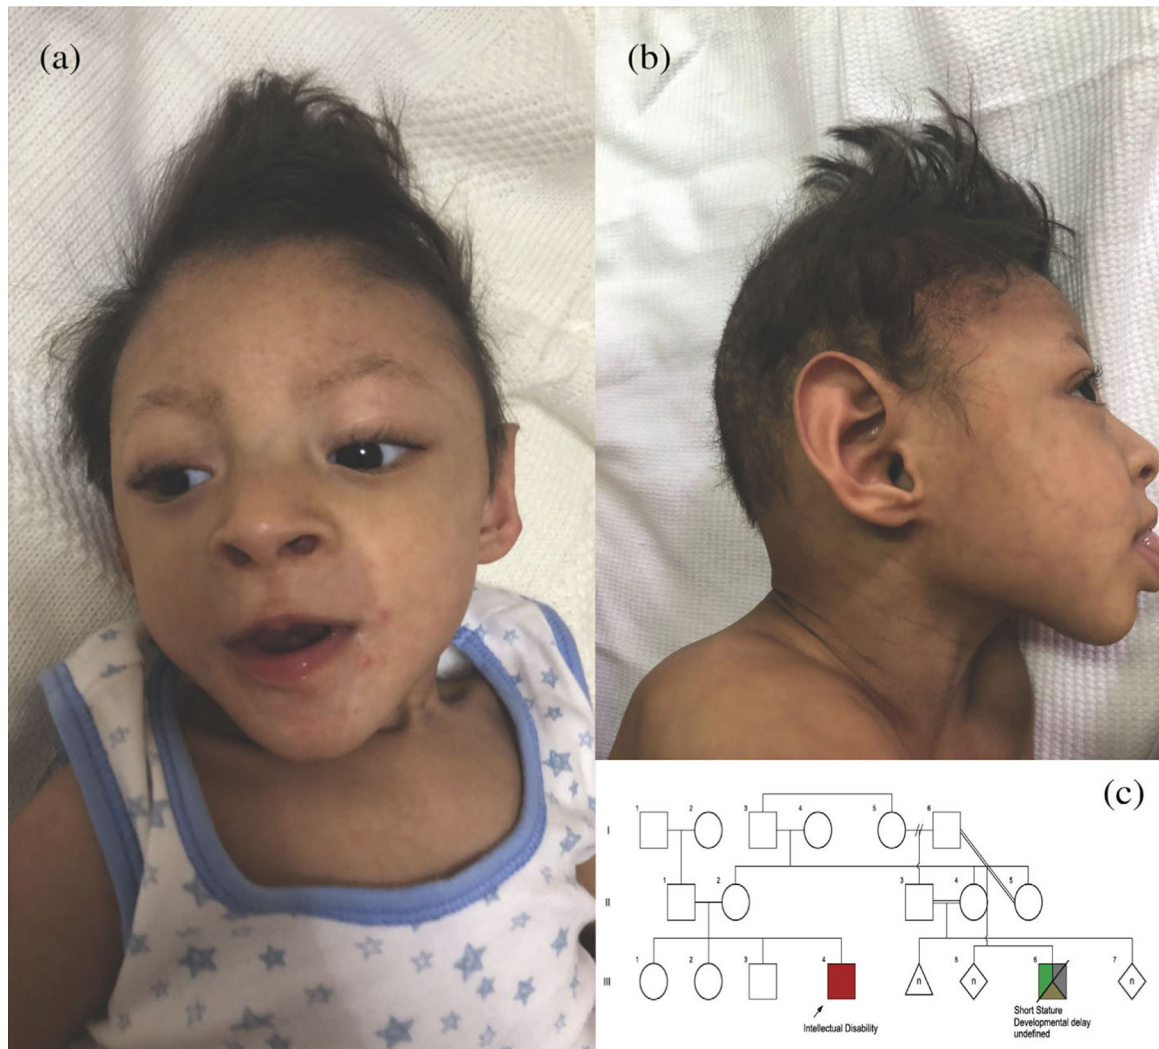 (a)
(b)
(c)
1 2 3 4 5 6
I
1 2 3 4 5
II
1 2 3 4 5 6 7
III
n n n
Intellectual Disability
Short Stature
Developmental delay
undefined